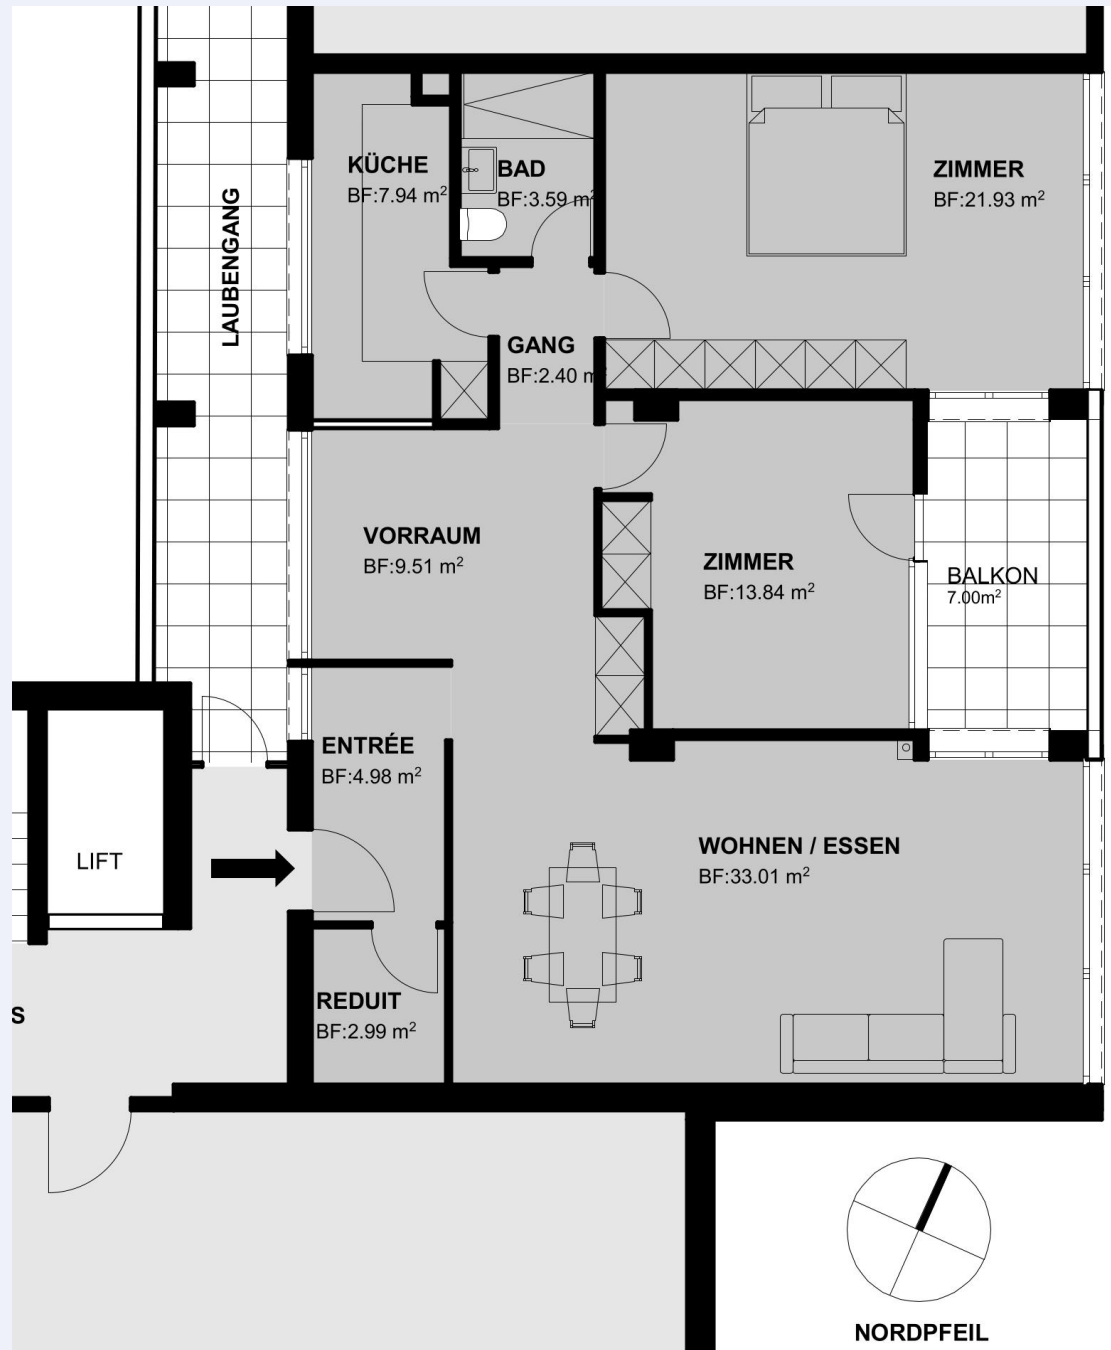 KÜCHE
BF:7.94 m²
BAD
BF:3.59 m²
ZIMMER
BF:21.93 m²
LAUBENGANG
GANG
BF:2.40 m
VORRAUM
BF:9.51 m²
ZIMMER
BF:13.84 m²
BALKON
7.00m²
ENTRÉE
BF:4.98 m²
LIFT
WOHNEN / ESSEN
BF:33.01 m²
REDUIT
BF:2.99 m²
S
NORDPFEIL